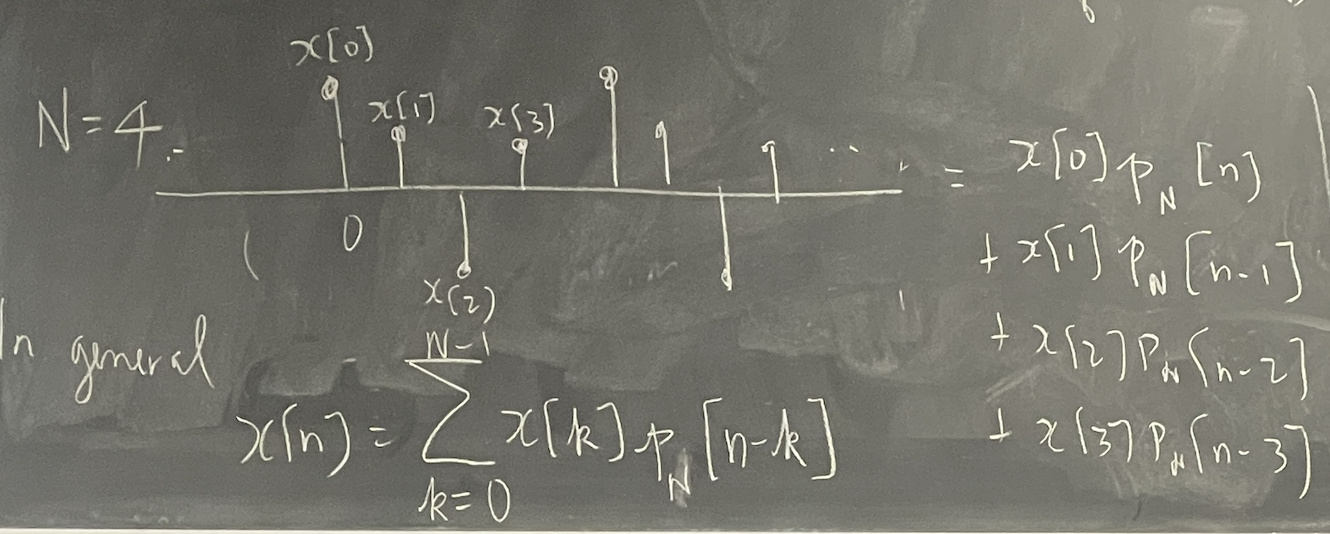 x[0]
N=4.
x[1]
x[3]
...
0
x[2]
= x[0] p_N [n]
+ x[1] p_N [n-1]
+ x[2] p_N [n-2]
+ x[3] p_N [n-3]
In general
x[n] = \sum_{k=0}^{N-1} x[k] p_N [n-k]